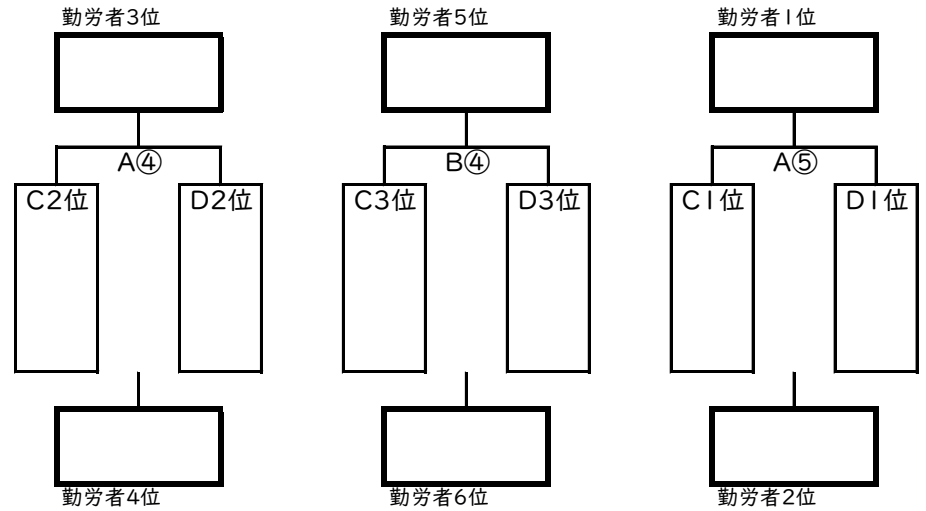 勤労者3位
勤労者5位
勤労者1位
A④
B④
A⑤
C2位
D2位
C3位
D3位
C1位
D1位
勤労者4位
勤労者6位
勤労者2位